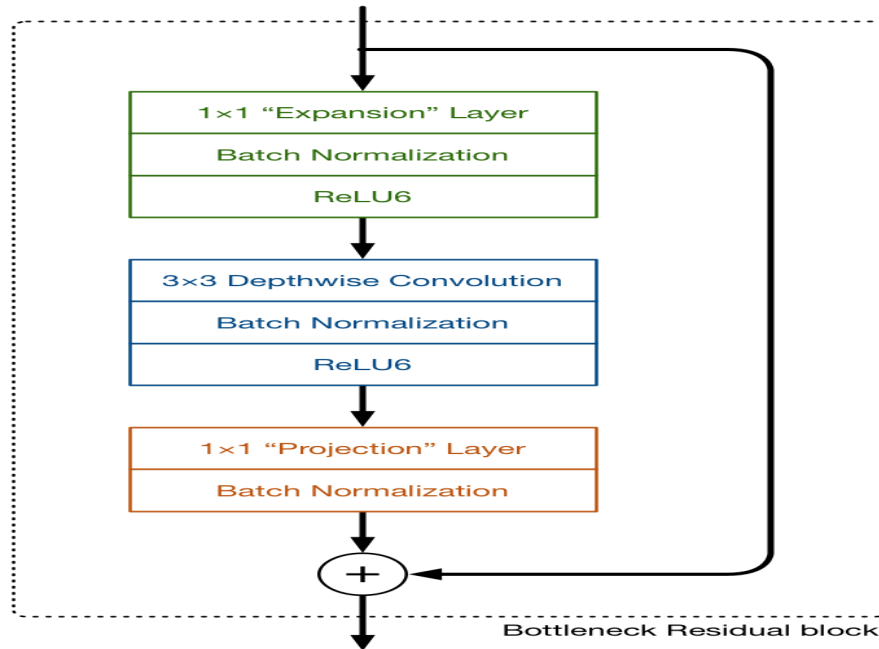 1×1 “Expansion” Layer
Batch Normalization
ReLU6
3×3 Depthwise Convolution
Batch Normalization
ReLU6
1×1 “Projection” Layer
Batch Normalization
+
Bottleneck Residual block